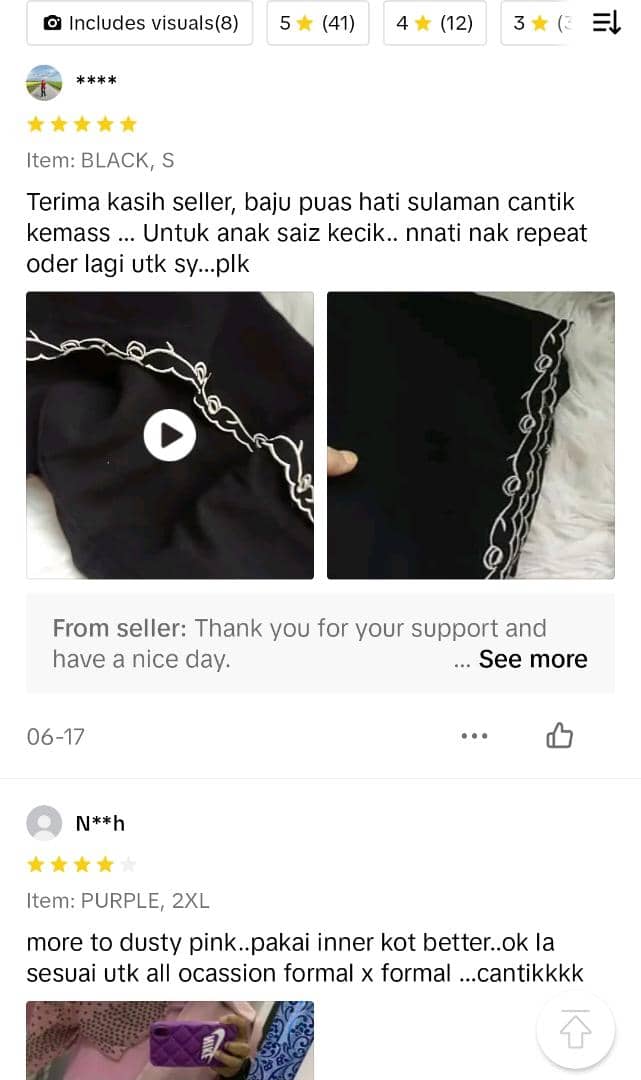 Includes visuals(8)
5 (41)
4 (12)
3
****
Item: BLACK, S
Terima kasih seller, baju puas hati sulaman cantik
kemass ... Untuk anak saiz kecik.. nnati nak repeat
oder lagi utk sy...plk
From seller: Thank you for your support and
have a nice day. ... See more
06-17
N**h
Item: PURPLE, 2XL
more to dusty pink..pakai inner kot better..ok la
sesuai utk all ocassion formal x formal ...cantikkkk
NIKE